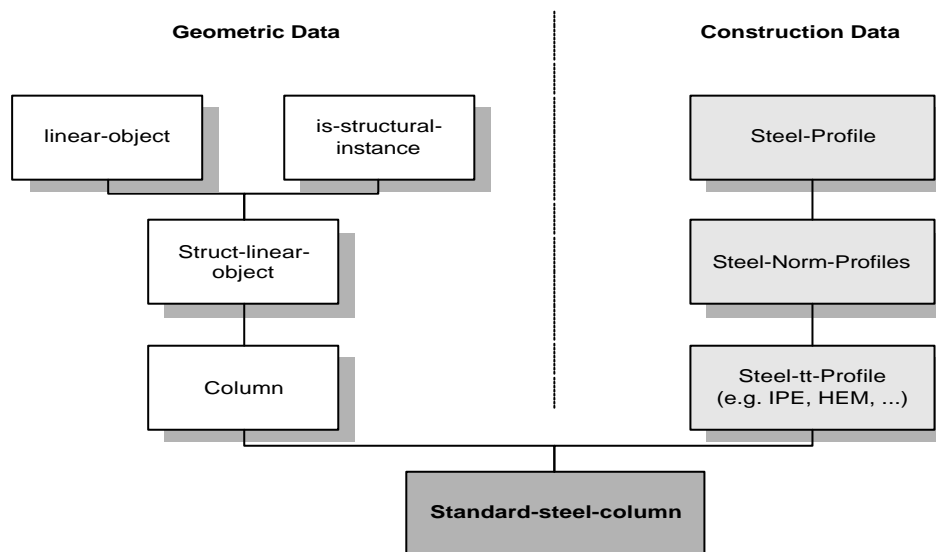 Geometric Data
Construction Data
linear-object
is-structural-
instance
Steel-Profile
Struct-linear-
object
Steel-Norm-Profiles
Column
Steel-tt-Profile
(e.g. IPE, HEM, ...)
Standard-steel-column